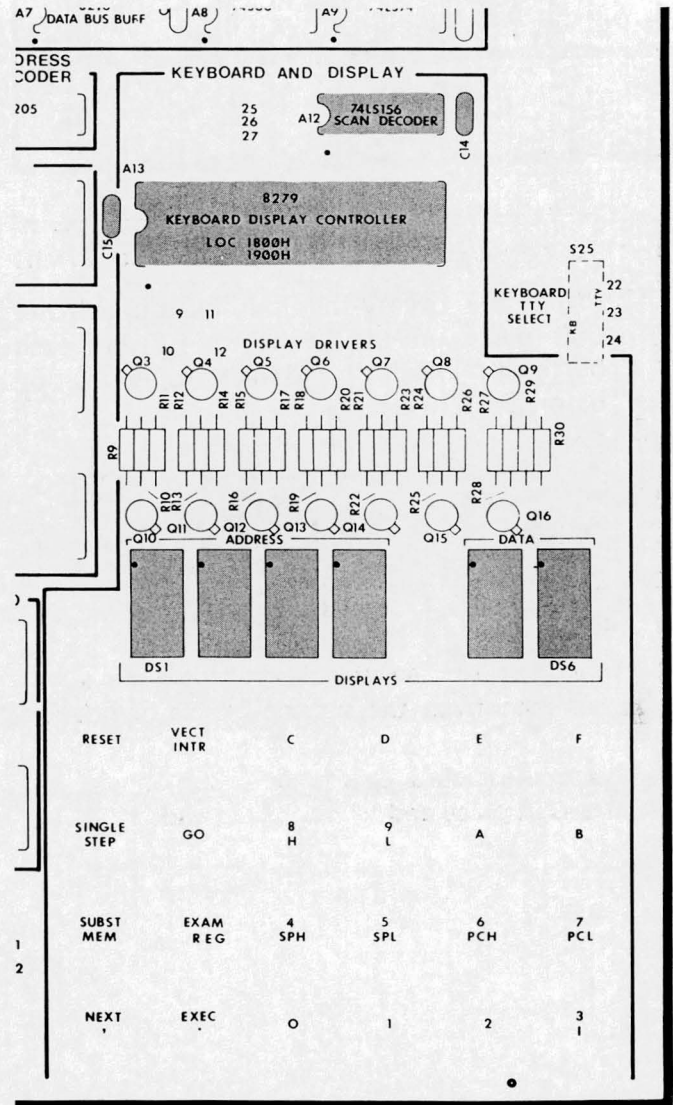 A7
DATA BUS BUFF
A8
A9
DRESS
CODER
205
KEYBOARD AND DISPLAY
25
26
27
A12
74LS156
SCAN DECODER
C14
A13
C15
8279
KEYBOARD DISPLAY CONTROLLER
LOC 1800H
1900H
S25
KEYBOARD
TTY
SELECT
KB
TTY
22
23
24
9 11
10 12
DISPLAY DRIVERS
Q3 Q4 Q5 Q6 Q7 Q8 Q9
R11 R12 R14 R15 R17 R18 R20 R21 R23 R24 R26 R27 R29
R9 R30
R10 R13 R16 R19 R22 R25 R28
Q10 Q11 Q12 Q13 Q14 Q15 Q16
ADDRESS DATA
DS1 DS6
DISPLAYS
RESET
VECT
INTR
C
D
E
F
SINGLE
STEP
GO
8
H
9
L
A
B
SUBST
MEM
EXAM
REG
4
SPH
5
SPL
6
PCH
7
PCL
1
2
NEXT
,
EXEC
.
0
1
2
3
I